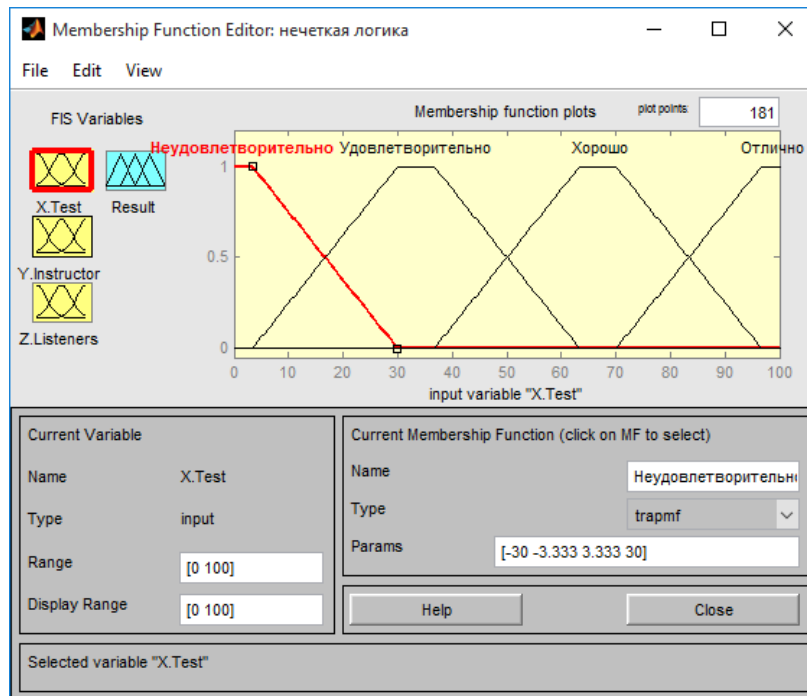 Membership Function Editor: нечеткая логика
File Edit View
FIS Variables
Membership function plots
plot points:
181
Неудовлетворительно Удовлетворительно Хорошо Отлично
X.Test Result
Y.Instructor
Z.Listeners
1
0.5
0
0 10 20 30 40 50 60 70 80 90 100
input variable "X.Test"
Current Variable
Name X.Test
Type input
Range [0 100]
Display Range [0 100]
Current Membership Function (click on MF to select)
Name Неудовлетворительно
Type trapmf
Params [-30 -3.333 3.333 30]
Help Close
Selected variable "X.Test"